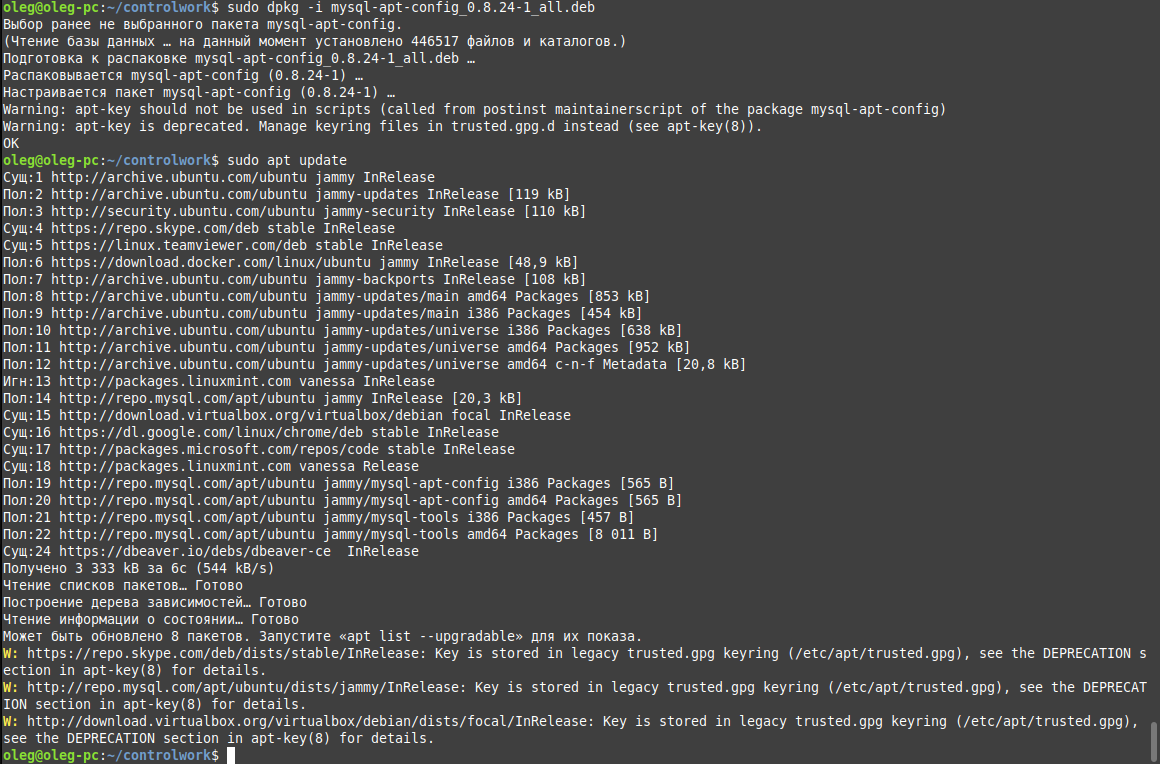 oleg@oleg-pc:~/controlwork$ sudo dpkg -i mysql-apt-config_0.8.24-1_all.deb
Выбор ранее не выбранного пакета mysql-apt-config.
(Чтение базы данных … на данный момент установлено 446517 файлов и каталогов.)
Подготовка к распаковке mysql-apt-config_0.8.24-1_all.deb …
Распаковывается mysql-apt-config (0.8.24-1) …
Настраивается пакет mysql-apt-config (0.8.24-1) …
Warning: apt-key should not be used in scripts (called from postinst maintainerscript of the package mysql-apt-config)
Warning: apt-key is deprecated. Manage keyring files in trusted.gpg.d instead (see apt-key(8)).
OK
oleg@oleg-pc:~/controlwork$ sudo apt update
Сущ:1 http://archive.ubuntu.com/ubuntu jammy InRelease
Пол:2 http://archive.ubuntu.com/ubuntu jammy-updates InRelease [119 kB]
Пол:3 http://security.ubuntu.com/ubuntu jammy-security InRelease [110 kB]
Сущ:4 https://repo.skype.com/deb stable InRelease
Сущ:5 https://linux.teamviewer.com/deb stable InRelease
Пол:6 https://download.docker.com/linux/ubuntu jammy InRelease [48,9 kB]
Пол:7 http://archive.ubuntu.com/ubuntu jammy-backports InRelease [108 kB]
Пол:8 http://archive.ubuntu.com/ubuntu jammy-updates/main amd64 Packages [853 kB]
Пол:9 http://archive.ubuntu.com/ubuntu jammy-updates/main i386 Packages [454 kB]
Пол:10 http://archive.ubuntu.com/ubuntu jammy-updates/universe i386 Packages [638 kB]
Пол:11 http://archive.ubuntu.com/ubuntu jammy-updates/universe amd64 Packages [952 kB]
Пол:12 http://archive.ubuntu.com/ubuntu jammy-updates/universe amd64 c-n-f Metadata [20,8 kB]
Игн:13 http://packages.linuxmint.com vanessa InRelease
Пол:14 http://repo.mysql.com/apt/ubuntu jammy InRelease [20,3 kB]
Сущ:15 http://download.virtualbox.org/virtualbox/debian focal InRelease
Сущ:16 https://dl.google.com/linux/chrome/deb stable InRelease
Сущ:17 http://packages.microsoft.com/repos/code stable InRelease
Сущ:18 http://packages.linuxmint.com vanessa Release
Пол:19 http://repo.mysql.com/apt/ubuntu jammy/mysql-apt-config i386 Packages [565 B]
Пол:20 http://repo.mysql.com/apt/ubuntu jammy/mysql-apt-config amd64 Packages [565 B]
Пол:21 http://repo.mysql.com/apt/ubuntu jammy/mysql-tools i386 Packages [457 B]
Пол:22 http://repo.mysql.com/apt/ubuntu jammy/mysql-tools amd64 Packages [8 011 B]
Сущ:24 https://dbeaver.io/debs/dbeaver-ce  InRelease
Получено 3 333 kB за 6с (544 kB/s)
Чтение списков пакетов… Готово
Построение дерева зависимостей… Готово
Чтение информации о состоянии… Готово
Может быть обновлено 8 пакетов. Запустите «apt list --upgradable» для их показа.
W: https://repo.skype.com/deb/dists/stable/InRelease: Key is stored in legacy trusted.gpg keyring (/etc/apt/trusted.gpg), see the DEPRECATION s
ection in apt-key(8) for details.
W: http://repo.mysql.com/apt/ubuntu/dists/jammy/InRelease: Key is stored in legacy trusted.gpg keyring (/etc/apt/trusted.gpg), see the DEPRECAT
ION section in apt-key(8) for details.
W: http://download.virtualbox.org/virtualbox/debian/dists/focal/InRelease: Key is stored in legacy trusted.gpg keyring (/etc/apt/trusted.gpg),
see the DEPRECATION section in apt-key(8) for details.
oleg@oleg-pc:~/controlwork$